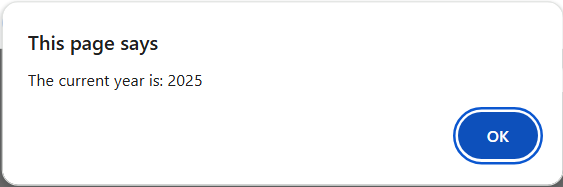 This page says
The current year is: 2025
OK